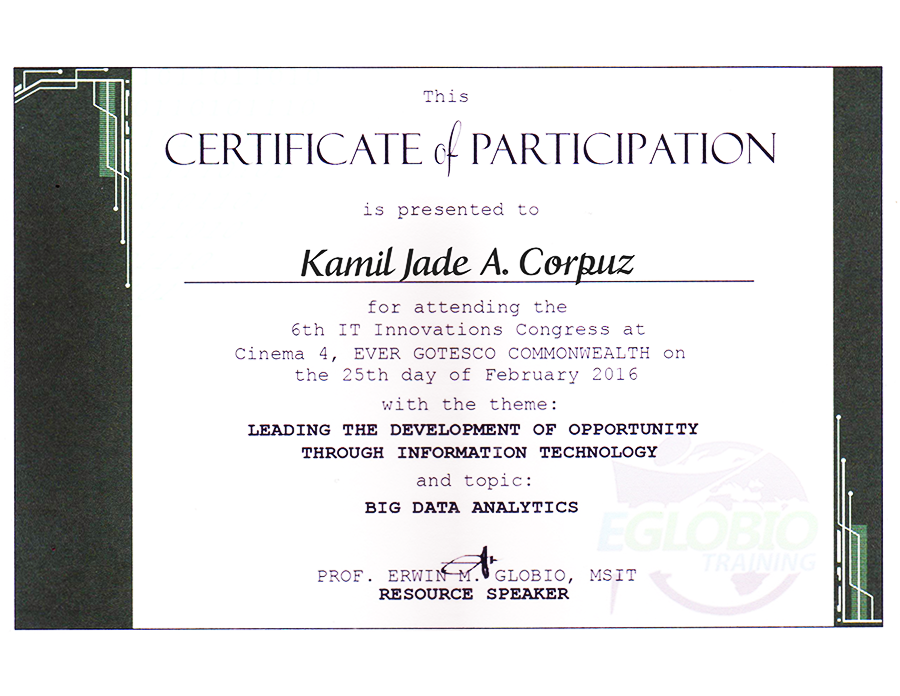 This
CERTIFICATE of PARTICIPATION
is presented to
Kamil Jade A. Corpuz
for attending the
6th IT Innovations Congress at
Cinema 4, EVER GOTESCO COMMONWEALTH on
the 25th day of February 2016
with the theme:
LEADING THE DEVELOPMENT OF OPPORTUNITY
THROUGH INFORMATION TECHNOLOGY
and topic:
BIG DATA ANALYTICS
EGLOBIO
TRAINING
PROF. ERWIN M. GLOBIO, MSIT
RESOURCE SPEAKER